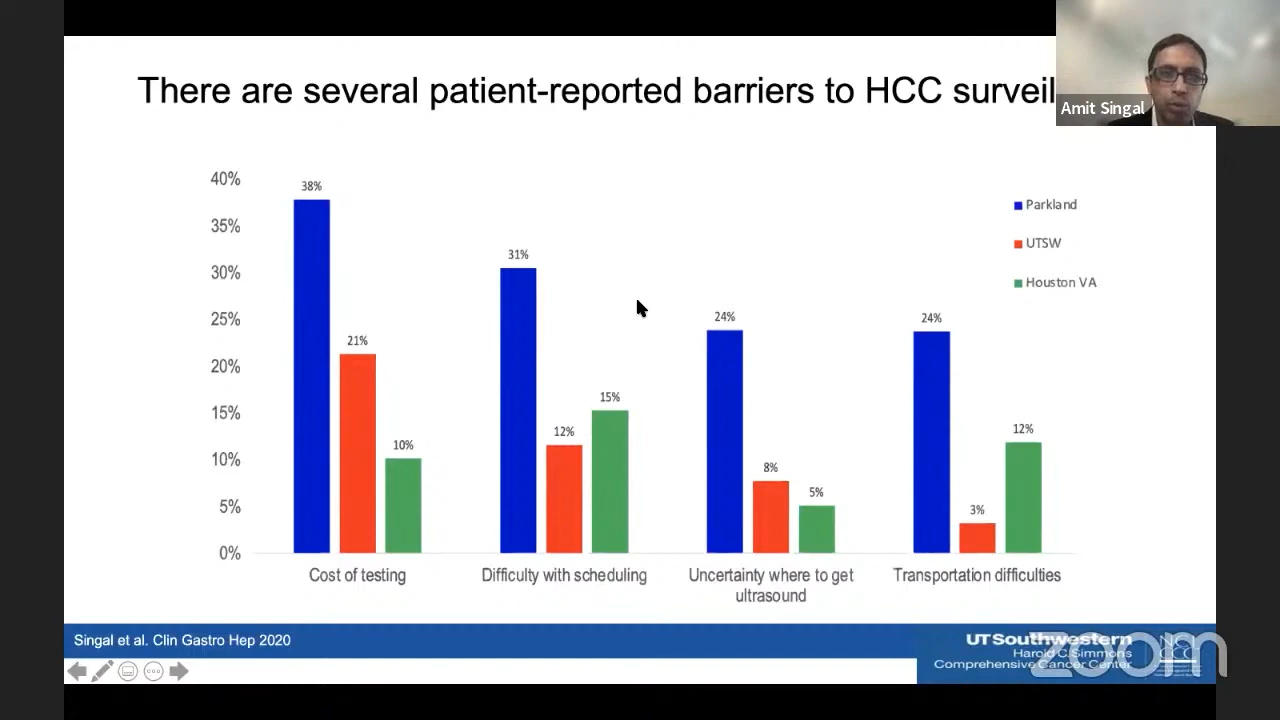 There are several patient-reported barriers to HCC surveil
Amit Singal
40%
35%
30%
25%
20%
15%
10%
5%
0%
38%
21%
10%
31%
12%
15%
24%
8%
5%
24%
3%
12%
Parkland
UTSW
Houston VA
Cost of testing
Difficulty with scheduling
Uncertainty where to get
ultrasound
Transportation difficulties
Singal et al. Clin Gastro Hep 2020
UT Southwestern
Harold C. Simmons
Comprehensive Cancer Center
zoom